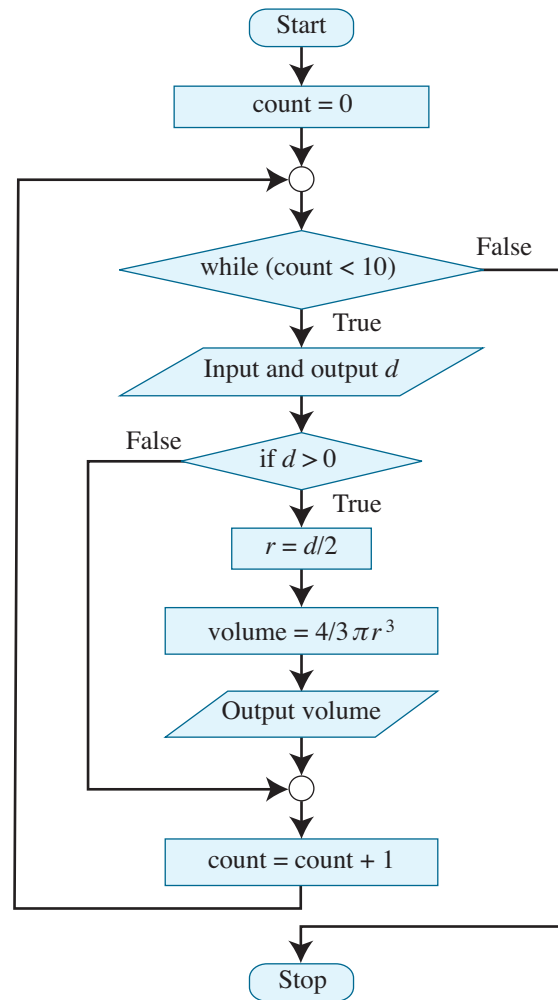 Start
count = 0
while (count < 10)
False
True
Input and output d
False
if d > 0
True
r = d/2
volume = 4/3 πr³
Output volume
count = count + 1
Stop